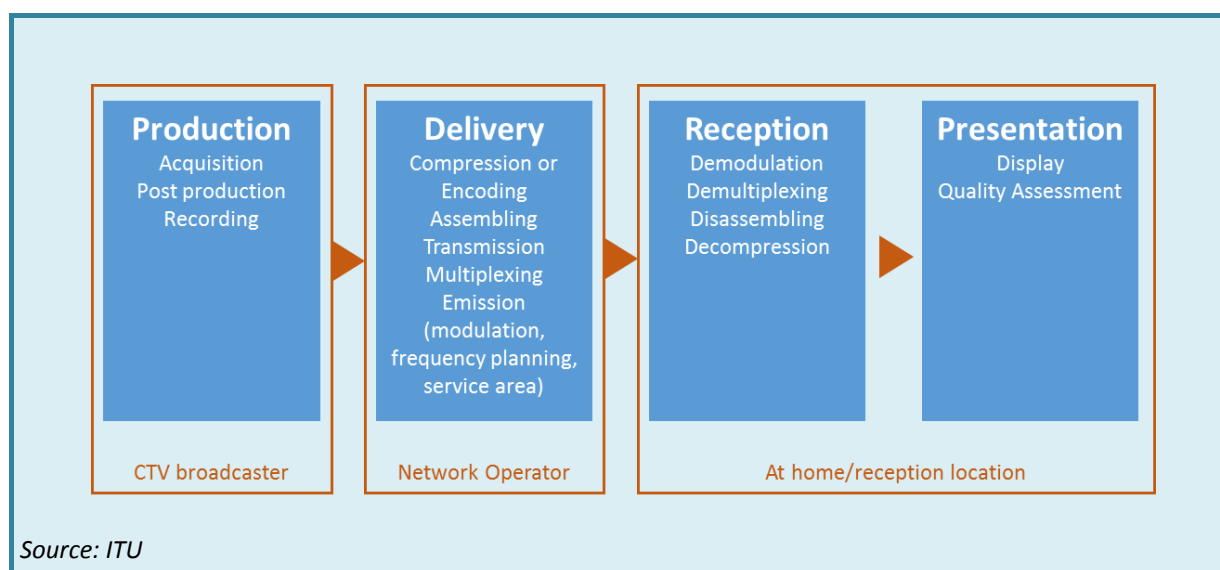 Production
Acquisition
Post production
Recording
CTV broadcaster
Delivery
Compression or
Encoding
Assembling
Transmission
Multiplexing
Emission
(modulation,
frequency planning,
service area)
Network Operator
Reception
Demodulation
Demultiplexing
Disassembling
Decompression
Presentation
Display
Quality Assessment
At home/reception location
Source: ITU